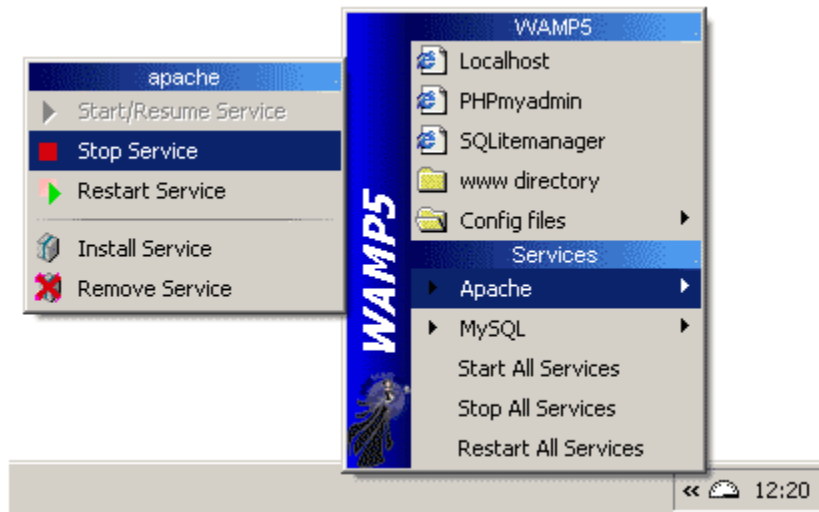 WAMP5
Localhost
PHPmyadmin
SQLitemanager
www directory
Config files
Services
Apache
MySQL
Start All Services
Stop All Services
Restart All Services
WAMP5
apache
Start/Resume Service
Stop Service
Restart Service
Install Service
Remove Service
« 12:20